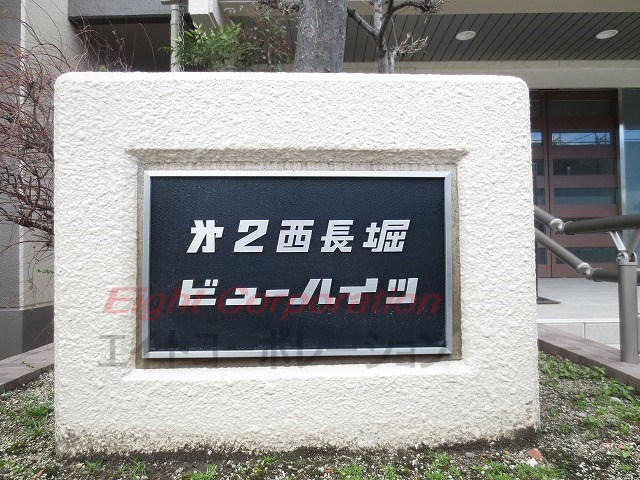 㐧2西長堀
ビューハイツ
Eight Corporation
エイトコーポレーション